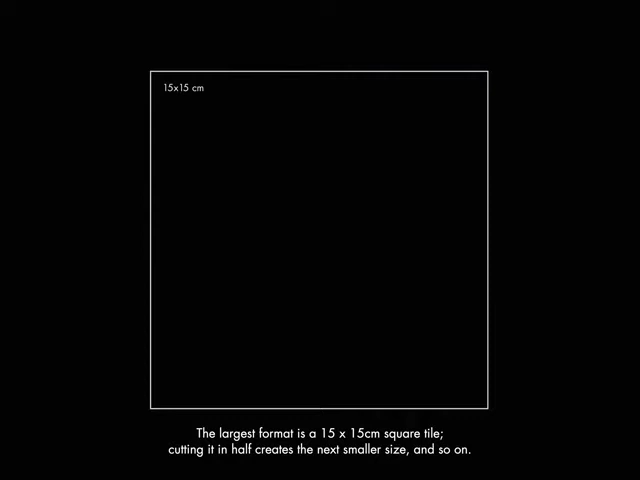 15x15 cm
The largest format is a 15 x 15cm square tile;
cutting it in half creates the next smaller size, and so on.